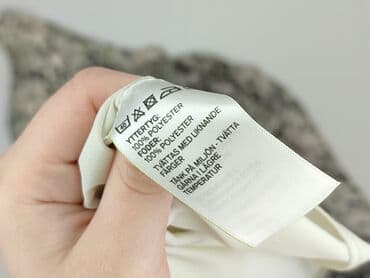 YTTERTYG:
100% POLYESTER
FODER:
100% POLYESTER
TVÄTTAS MED LIKNANDE
FÄRGER
TÄNK PÅ MILJÖN - TVÄTTA
GÄRNA I LÄGRE
TEMPERATUR